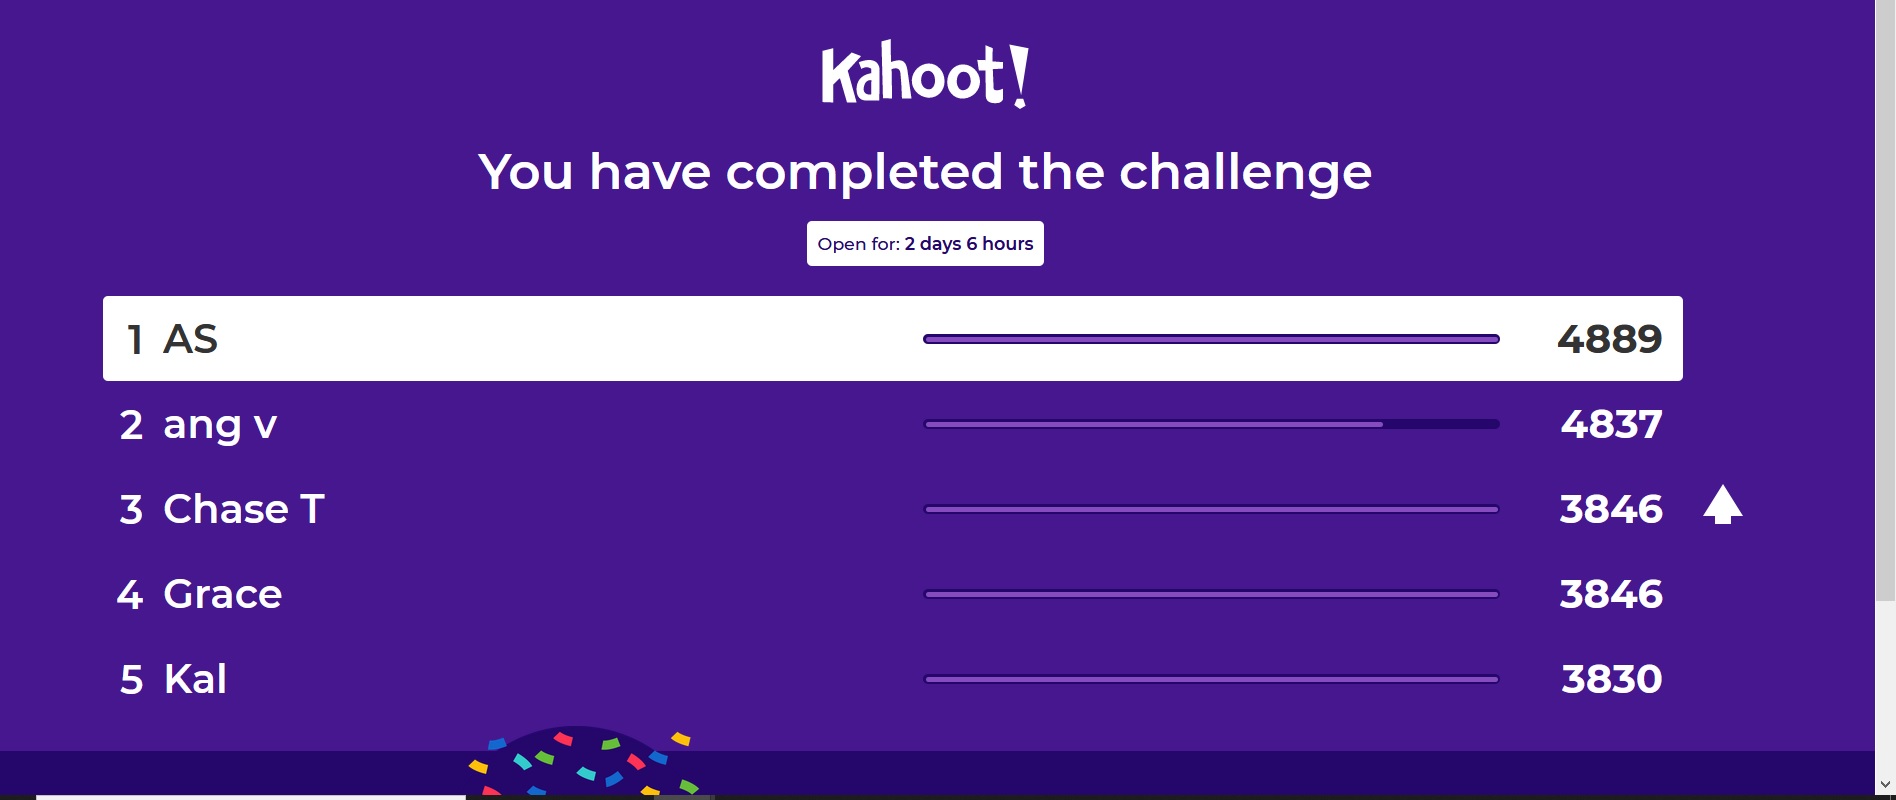 Kahoot!
You have completed the challenge
Open for: 2 days 6 hours
1 AS 4889
2 ang v 4837
3 Chase T 3846
4 Grace 3846
5 Kal 3830